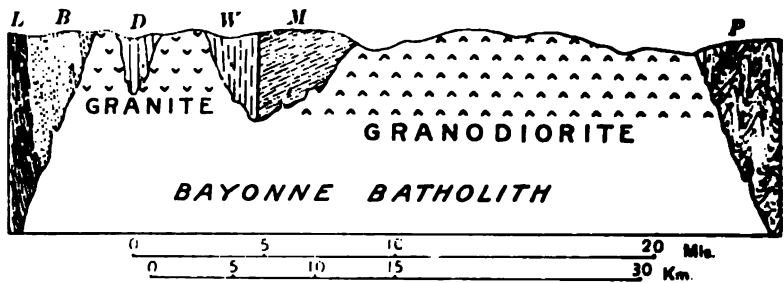 L B D W M P
GRANITE
GRANODIORITE
BAYONNE BATHOLITH
0 5 10 20 Mls.
0 5 10 15 30 Km.